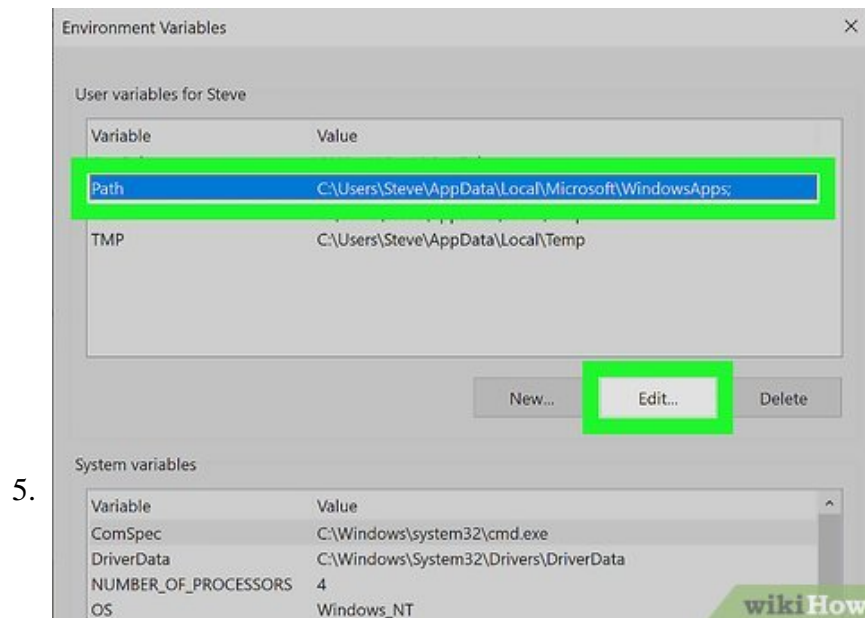 Environment Variables
User variables for Steve
Variable Value
Path C:\Users\Steve\AppData\Local\Microsoft\WindowsApps;
TMP C:\Users\Steve\AppData\Local\Temp
New... Edit... Delete
System variables
5.
Variable Value
ComSpec C:\Windows\system32\cmd.exe
DriverData C:\Windows\System32\Drivers\DriverData
NUMBER_OF_PROCESSORS 4
OS Windows_NT
wikiHow